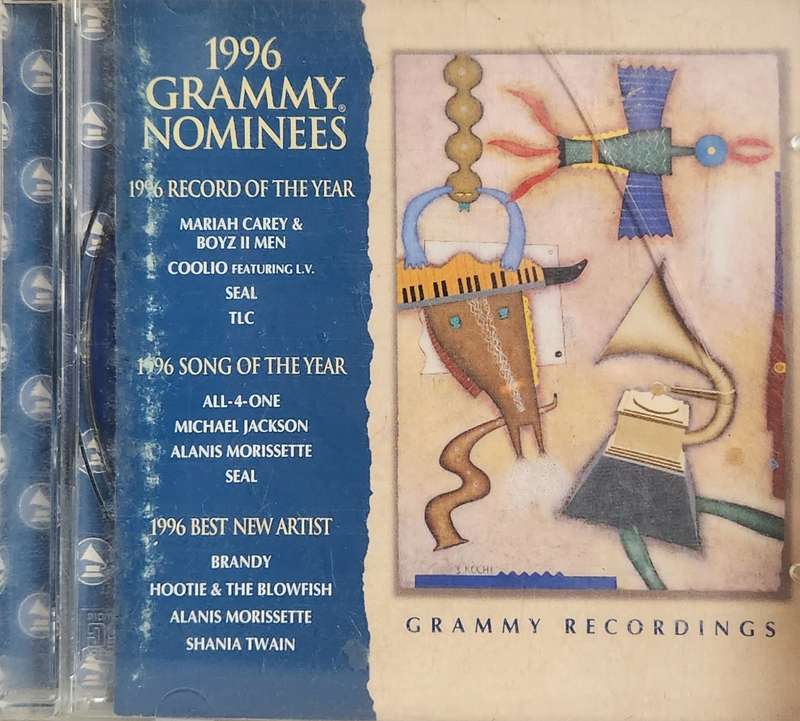 1996
GRAMMY®
NOMINEES
1996 RECORD OF THE YEAR
MARIAH CAREY &
BOYZ II MEN
COOLIO FEATURING L.V.
SEAL
TLC
1996 SONG OF THE YEAR
ALL-4-ONE
MICHAEL JACKSON
ALANIS MORISSETTE
SEAL
1996 BEST NEW ARTIST
BRANDY
HOOTIE & THE BLOWFISH
ALANIS MORISSETTE
SHANIA TWAIN
GRAMMY RECORDINGS